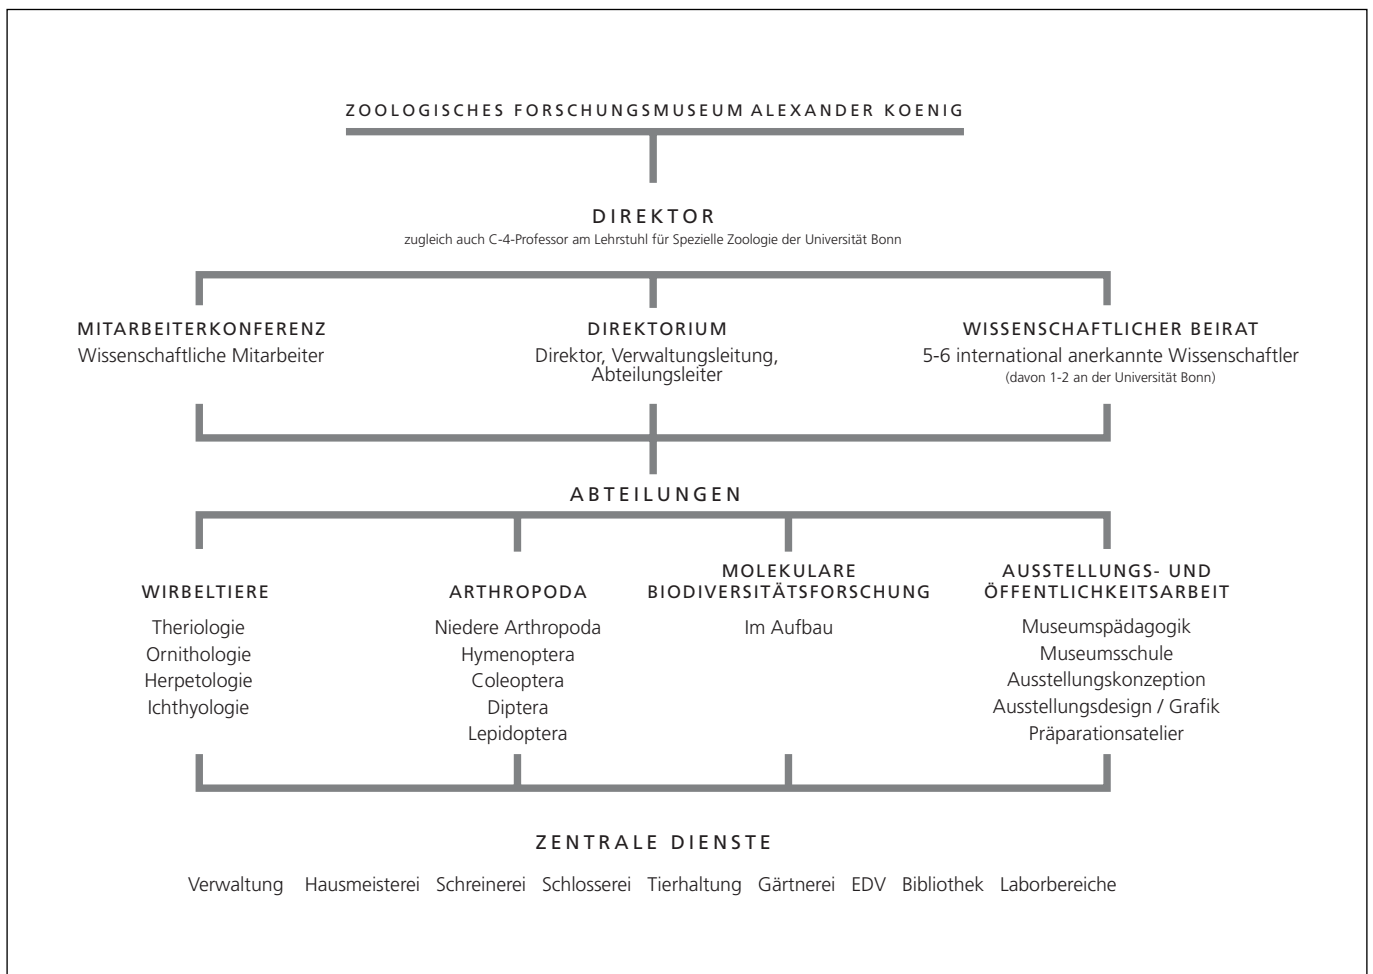 ZOOLOGISCHES FORSCHUNGSMUSEUM ALEXANDER KOENIG
DIREKTOR
zugleich auch C-4-Professor am Lehrstuhl für Spezielle Zoologie der Universität Bonn
MITARBEITERKONFERENZ
Wissenschaftliche Mitarbeiter
DIREKTORIUM
Direktor, Verwaltungsleitung,
Abteilungsleiter
WISSENSCHAFTLICHER BEIRAT
5-6 international anerkannte Wissenschaftler
(davon 1-2 an der Universität Bonn)
ABTEILUNGEN
WIRBELTIERE
Theriologie
Ornithologie
Herpetologie
Ichthyologie
ARTHROPODA
Niedere Arthropoda
Hymenoptera
Coleoptera
Diptera
Lepidoptera
MOLEKULARE
BIODIVERSITÄTSFORSCHUNG
Im Aufbau
AUSSTELLUNGS- UND
ÖFFENTLICHKEITSARBEIT
Museumspädagogik
Museumsschule
Ausstellungskonzeption
Ausstellungsdesign / Grafik
Präparationsatelier
ZENTRALE DIENSTE
Verwaltung Hausmeisterei Schreinerei Schlosserei Tierhaltung Gärtnerei EDV Bibliothek Laborbereiche